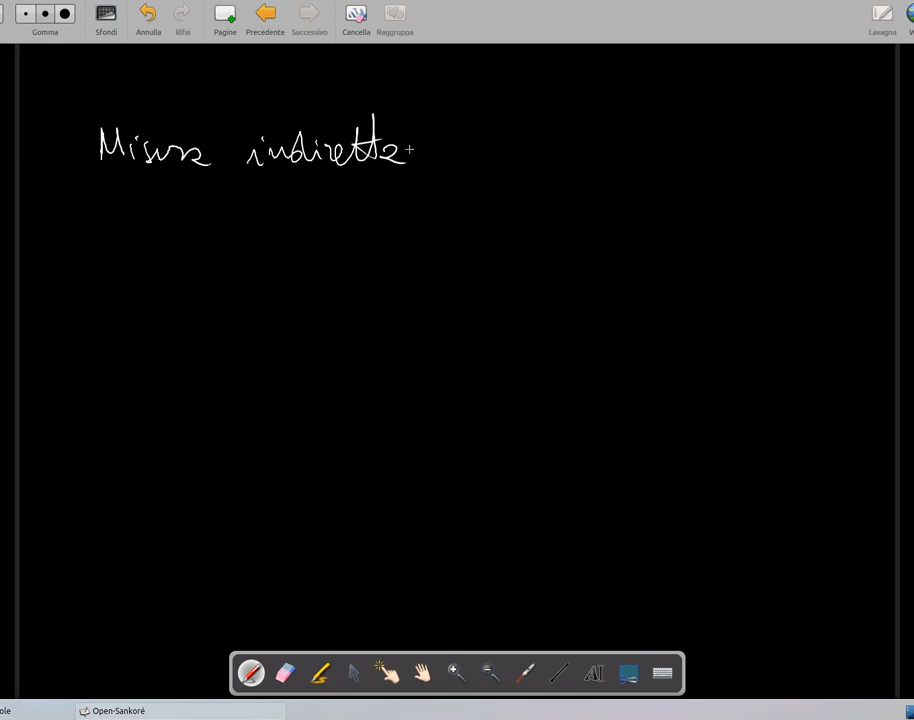 Gomma
Sfondi
Annulla
Rifai
Pagine
Precedente
Successivo
Cancella
Raggruppa
Lavagna
Misura indiretta
Open-Sankoré